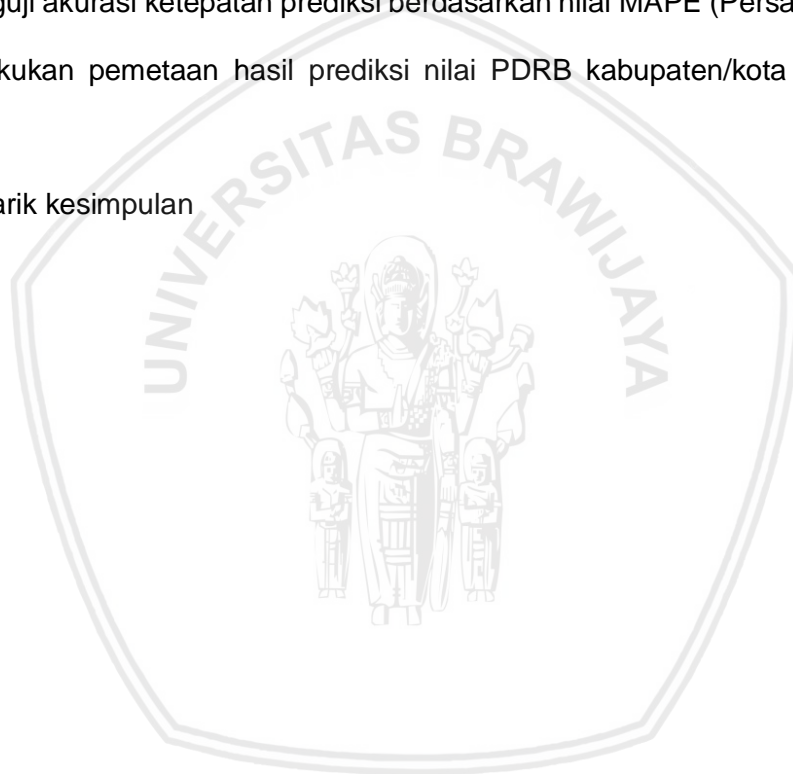 guji akurasi ketepatan prediksi berdasarkan nilai MAPE (Persa
kukan pemetaan hasil prediksi nilai PDRB kabupaten/kota
arik kesimpulan
UNIVERSITAS BRAWIJAYA